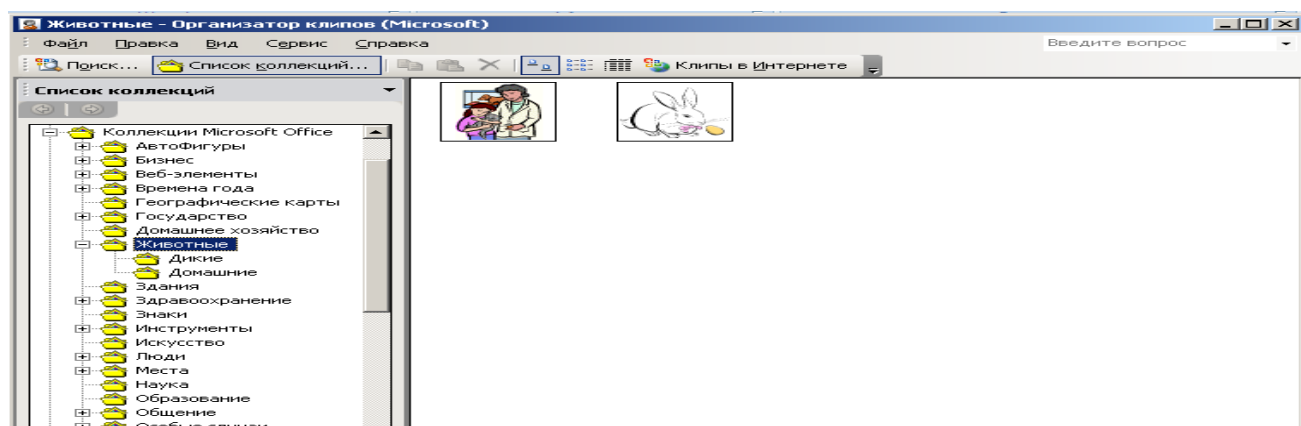 Животные - Организатор клипов (Microsoft)
Файл Правка Вид Сервис Справка Введите вопрос
Поиск... Список коллекций... Клипы в Интернете
Список коллекций
Коллекции Microsoft Office
АвтоФигуры
Бизнес
Веб-элементы
Времена года
Географические карты
Государство
Домашнее хозяйство
Животные
Дикие
Домашние
Здания
Здравоохранение
Знаки
Инструменты
Искусство
Люди
Места
Наука
Образование
Общение